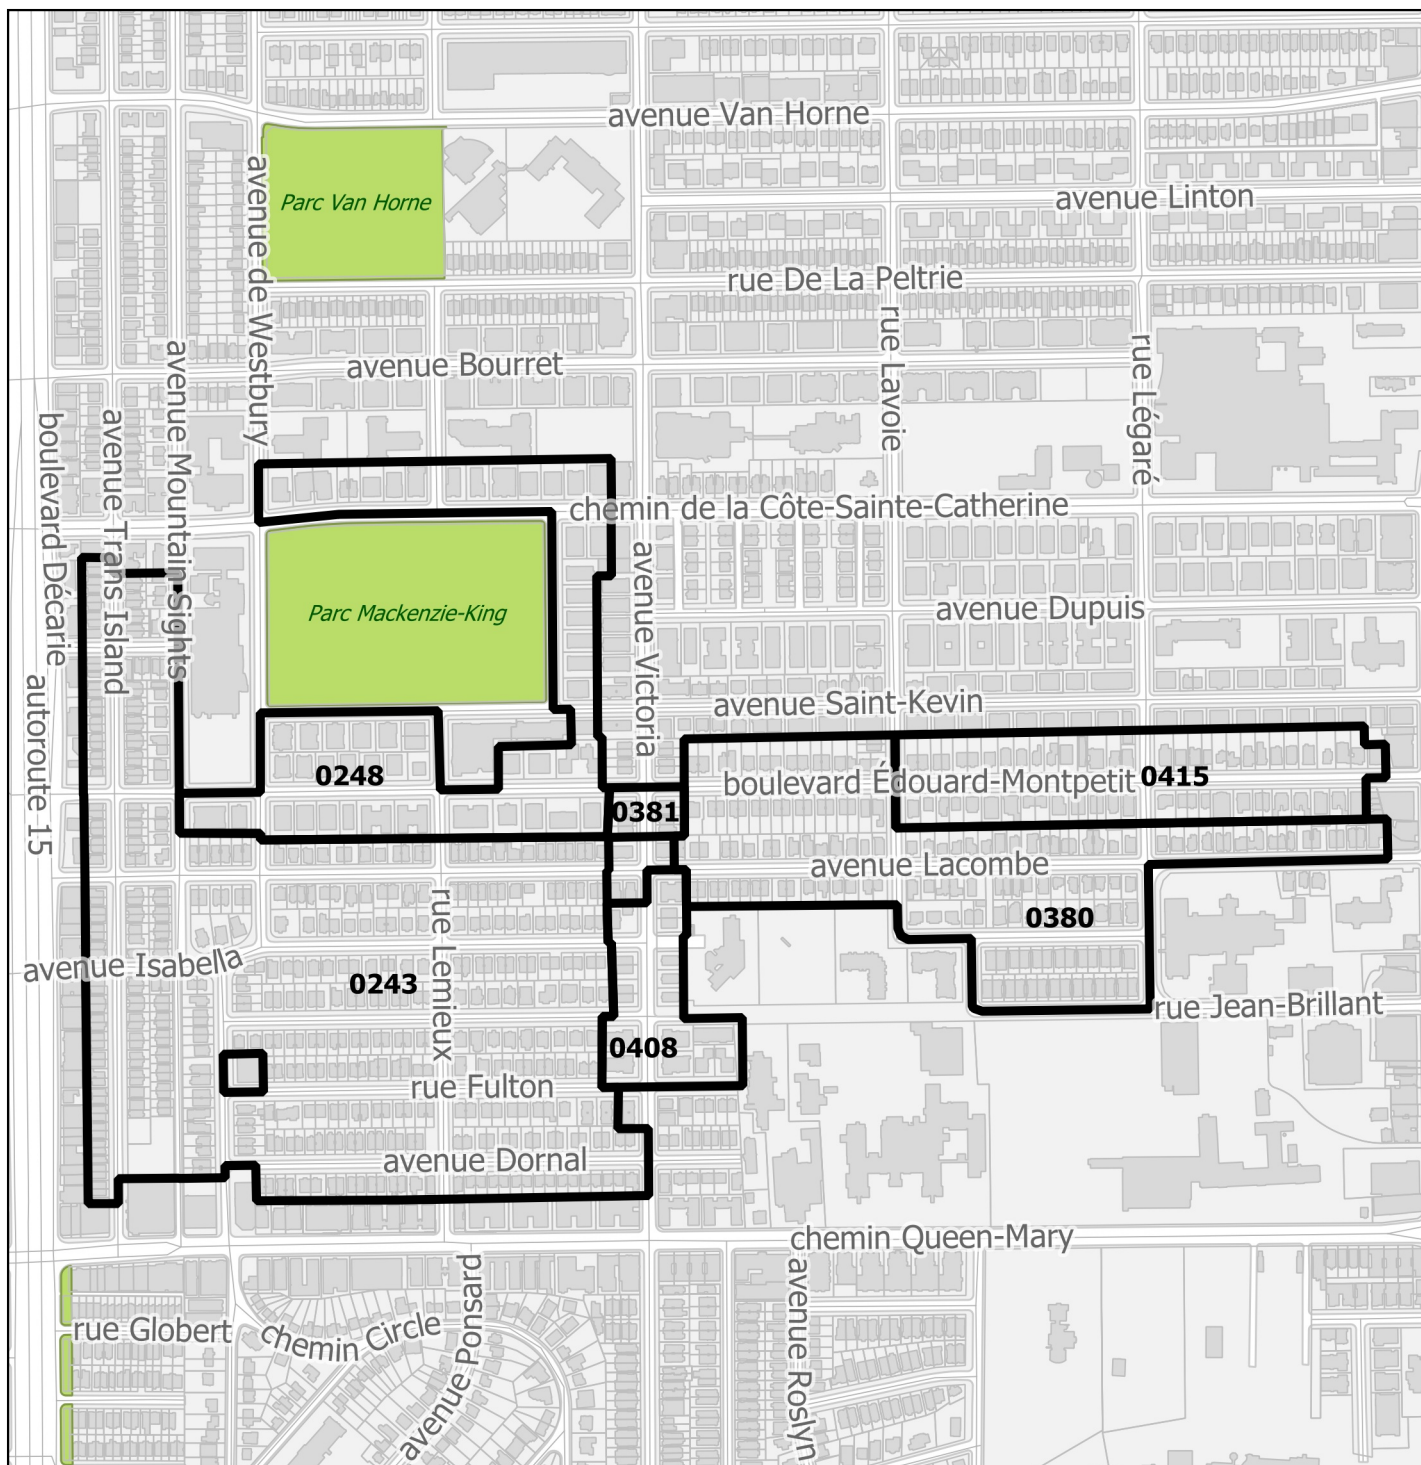 avenue Van Horne
avenue de Westbury
Parc Van Horne
avenue Linton
rue De La Peltrie
rue Lavoie
rue Légaré
avenue Mountain Sights
avenue Bourret
boulevard Décarie
avenue Trans Island
chemin de la Côte-Sainte-Catherine
avenue Victoria
Parc Mackenzie-King
avenue Dupuis
autoroute 15
avenue Saint-Kevin
0248
boulevard Édouard-Montpetit
0415
0381
avenue Lacombe
rue Lemieux
0380
avenue Isabella
0243
rue Jean-Brillant
0408
rue Fulton
avenue Dornal
chemin Queen-Mary
avenue Ponsard
avenue Roslyn
rue Globert
chemin Circle